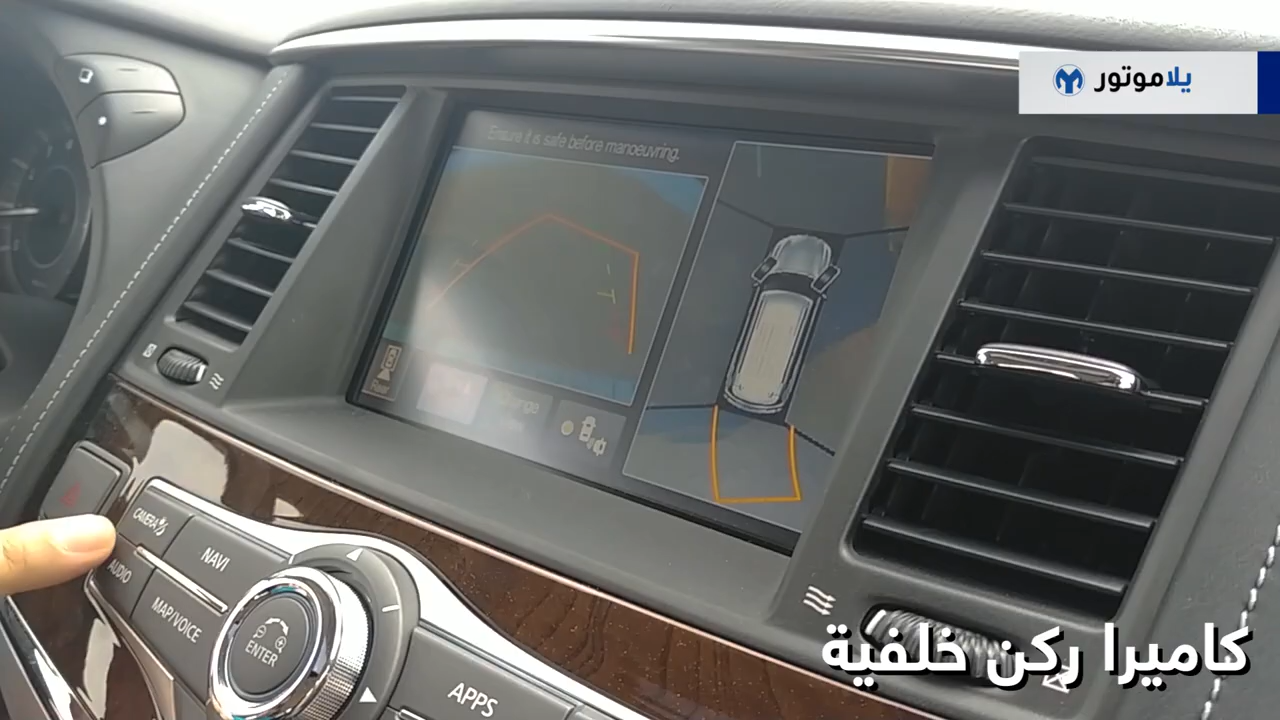 يلاموتور
Ensure it is safe before manoeuvring.
CAMERA
NAVI
AUDIO
MAP/VOICE
ENTER
APPS
كاميرا ركن خلفية